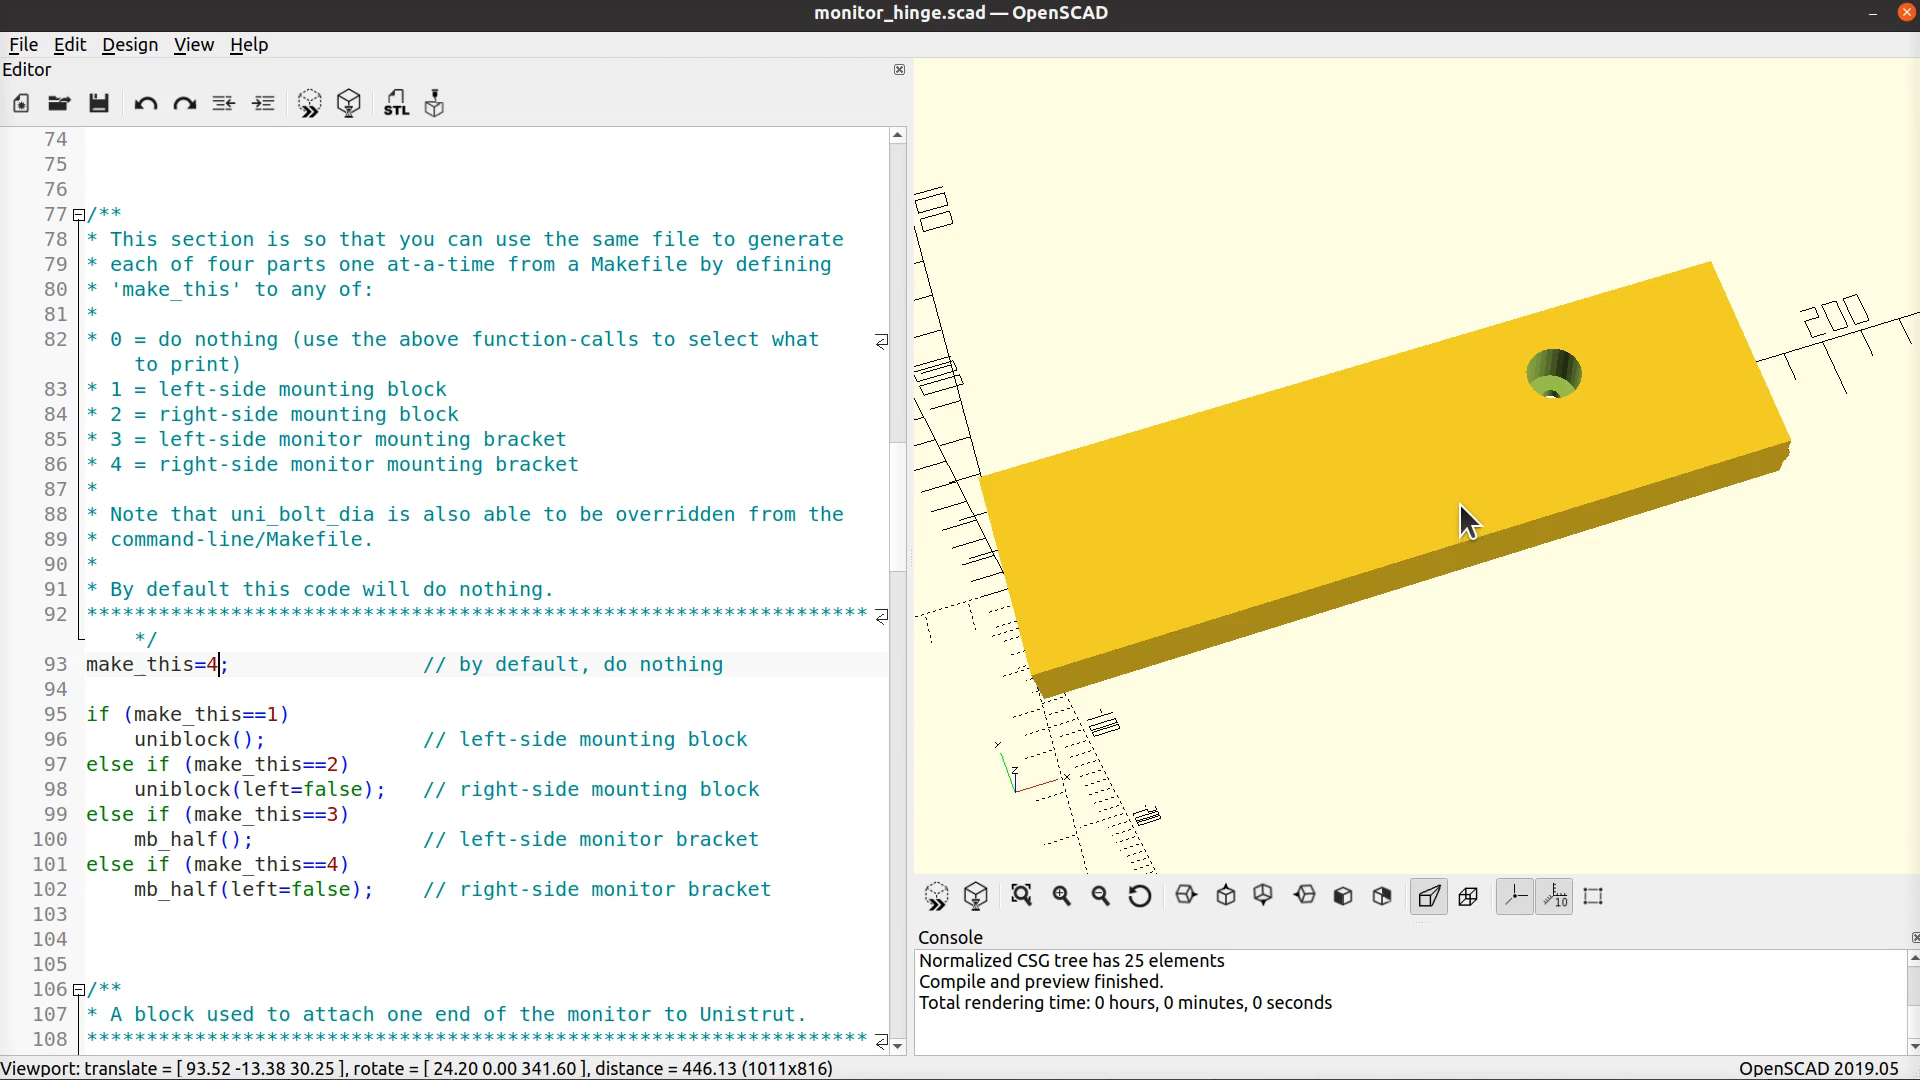 monitor_hinge.scad — OpenSCAD
File Edit Design View Help
Editor
STL
74
75
76
77 /**
78 * This section is so that you can use the same file to generate
79 * each of four parts one at-a-time from a Makefile by defining
80 * 'make_this' to any of:
81 *
82 * 0 = do nothing (use the above function-calls to select what
to print)
83 * 1 = left-side mounting block
84 * 2 = right-side mounting block
85 * 3 = left-side monitor mounting bracket
86 * 4 = right-side monitor mounting bracket
87 *
88 * Note that uni_bolt_dia is also able to be overridden from the
89 * command-line/Makefile.
90 *
91 * By default this code will do nothing.
92 *****************************************************************
*/
93 make_this=4; // by default, do nothing
94
95 if (make_this==1)
96 uniblock(); // left-side mounting block
97 else if (make_this==2)
98 uniblock(left=false); // right-side mounting block
99 else if (make_this==3)
100 mb_half(); // left-side monitor bracket
101 else if (make_this==4)
102 mb_half(left=false); // right-side monitor bracket
103
104
105
106 /**
107 * A block used to attach one end of the monitor to Unistrut.
108 *****************************************************************
200
X
Y
Z
10
Console
Normalized CSG tree has 25 elements
Compile and preview finished.
Total rendering time: 0 hours, 0 minutes, 0 seconds
Viewport: translate = [ 93.52 -13.38 30.25 ], rotate = [ 24.20 0.00 341.60 ], distance = 446.13 (1011x816)
OpenSCAD 2019.05